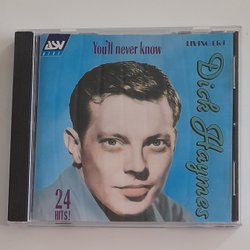 ASV
You'll never know
LIVING ERA
Dick Haymes
24
HITS!